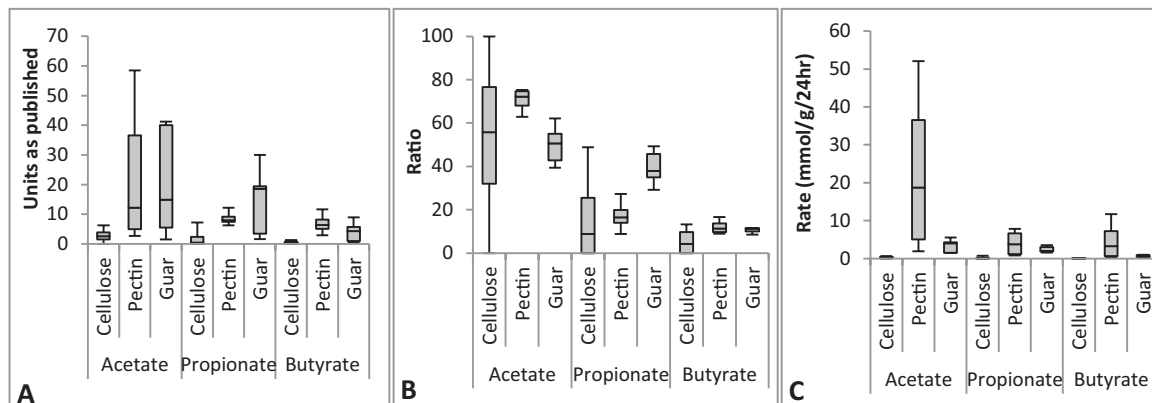 Units as published
70
60
50
40
30
20
10
0
Cellulose
Pectin
Guar
Cellulose
Pectin
Guar
Cellulose
Pectin
Guar
Acetate Propionate Butyrate
A
Ratio
100
80
60
40
20
0
Cellulose
Pectin
Guar
Cellulose
Pectin
Guar
Cellulose
Pectin
Guar
Acetate Propionate Butyrate
B
Rate (mmol/g/24hr)
60
50
40
30
20
10
0
Cellulose
Pectin
Guar
Cellulose
Pectin
Guar
Cellulose
Pectin
Guar
Acetate Propionate Butyrate
C